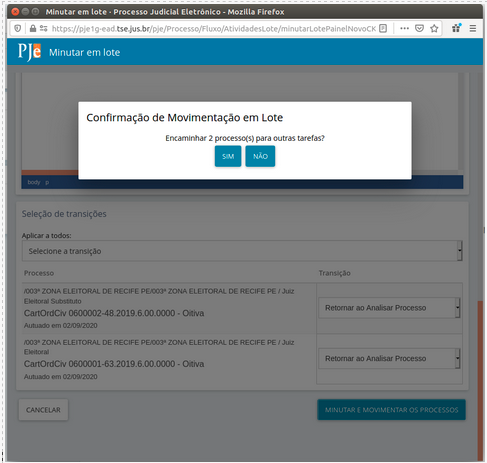 Minutar em lote - Processo Judicial Eletrônico - Mozilla Firefox
https://pje1g-ead.tse.jus.br/pje/Processo/Fluxo/AtividadesLote/minutarLotePainelNovoCK
PJe Minutar em lote
Confirmação de Movimentação em Lote
Encaminhar 2 processo(s) para outras tarefas?
SIM NÃO
body p
Seleção de transições
Aplicar a todos:
Selecione a transição
Processo Transição
/003ª ZONA ELEITORAL DE RECIFE PE/003ª ZONA ELEITORAL DE RECIFE PE / Juiz
Eleitoral Substituto
CartOrdCiv 0600002-48.2019.6.00.0000 - Oitiva
Autuado em 02/09/2020
Retornar ao Analisar Processo
/003ª ZONA ELEITORAL DE RECIFE PE/003ª ZONA ELEITORAL DE RECIFE PE / Juiz
Eleitoral
CartOrdCiv 0600001-63.2019.6.00.0000 - Oitiva
Autuado em 02/09/2020
Retornar ao Analisar Processo
CANCELAR MINUTAR E MOVIMENTAR OS PROCESSOS